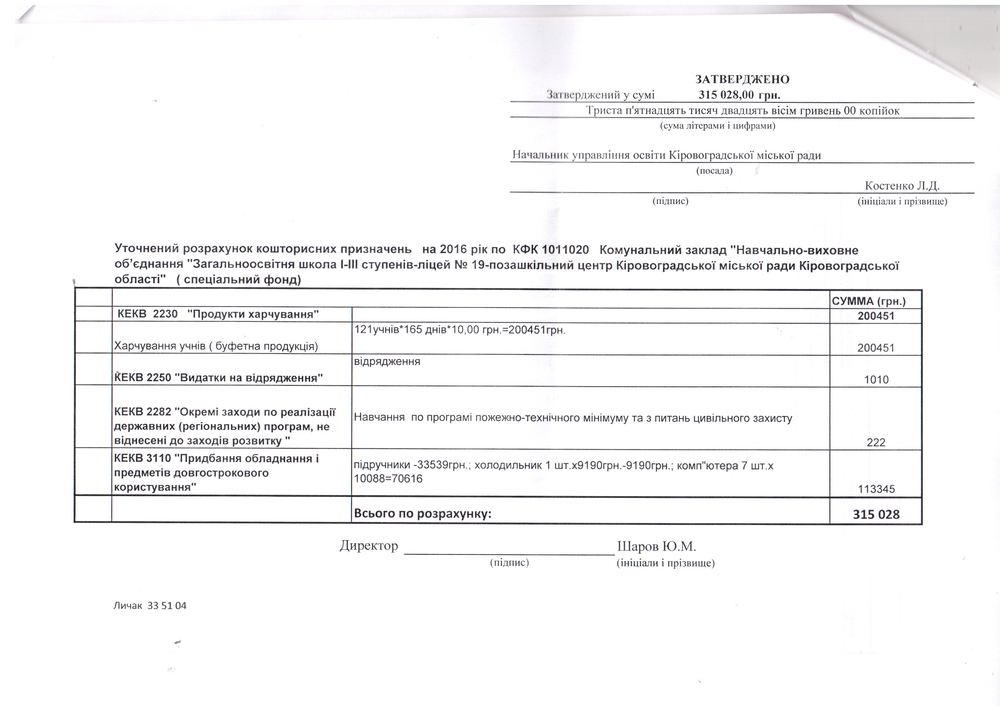 ЗАТВЕРДЖЕНО
Затверджений у сумі 315 028,00 грн.
Триста п'ятнадцять тисяч двадцять вісім гривень 00 копійок
(сума літерами і цифрами)
Начальник управління освіти Кіровоградської міської ради
(посада)
Костенко Л.Д.
(підпис) (ініціали і прізвище)
Уточнений розрахунок кошторисних призначень на 2016 рік по КФК 1011020 Комунальний заклад "Навчально-виховне
об’єднання "Загальноосвітня школа І-ІІІ ступенів-ліцей № 19-позашкільний центр Кіровоградської міської ради Кіровоградської
області" ( спеціальний фонд)
СУММА (грн.)
КЕКВ 2230 "Продукти харчування" 200451
121учнів*165 днів*10,00 грн.=200451грн.
Харчування учнів ( буфетна продукція) 200451
відрядження
КЕКВ 2250 "Видатки на відрядження" 1010
КЕКВ 2282 "Окремі заходи по реалізації
державних (регіональних) програм, не
віднесені до заходів розвитку "
Навчання по програмі пожежно-технічного мінімуму та з питань цивільного захисту
222
КЕКВ 3110 "Придбання обладнання і
предметів довгострокового
користування"
підручники -33539грн.; холодильник 1 шт.х9190грн.-9190грн.; комп"ютера 7 шт.х
10088=70616
113345
Всього по розрахунку: 315 028
Директор Шаров Ю.М.
(підпис) (ініціали і прізвище)
Личак 33 51 04